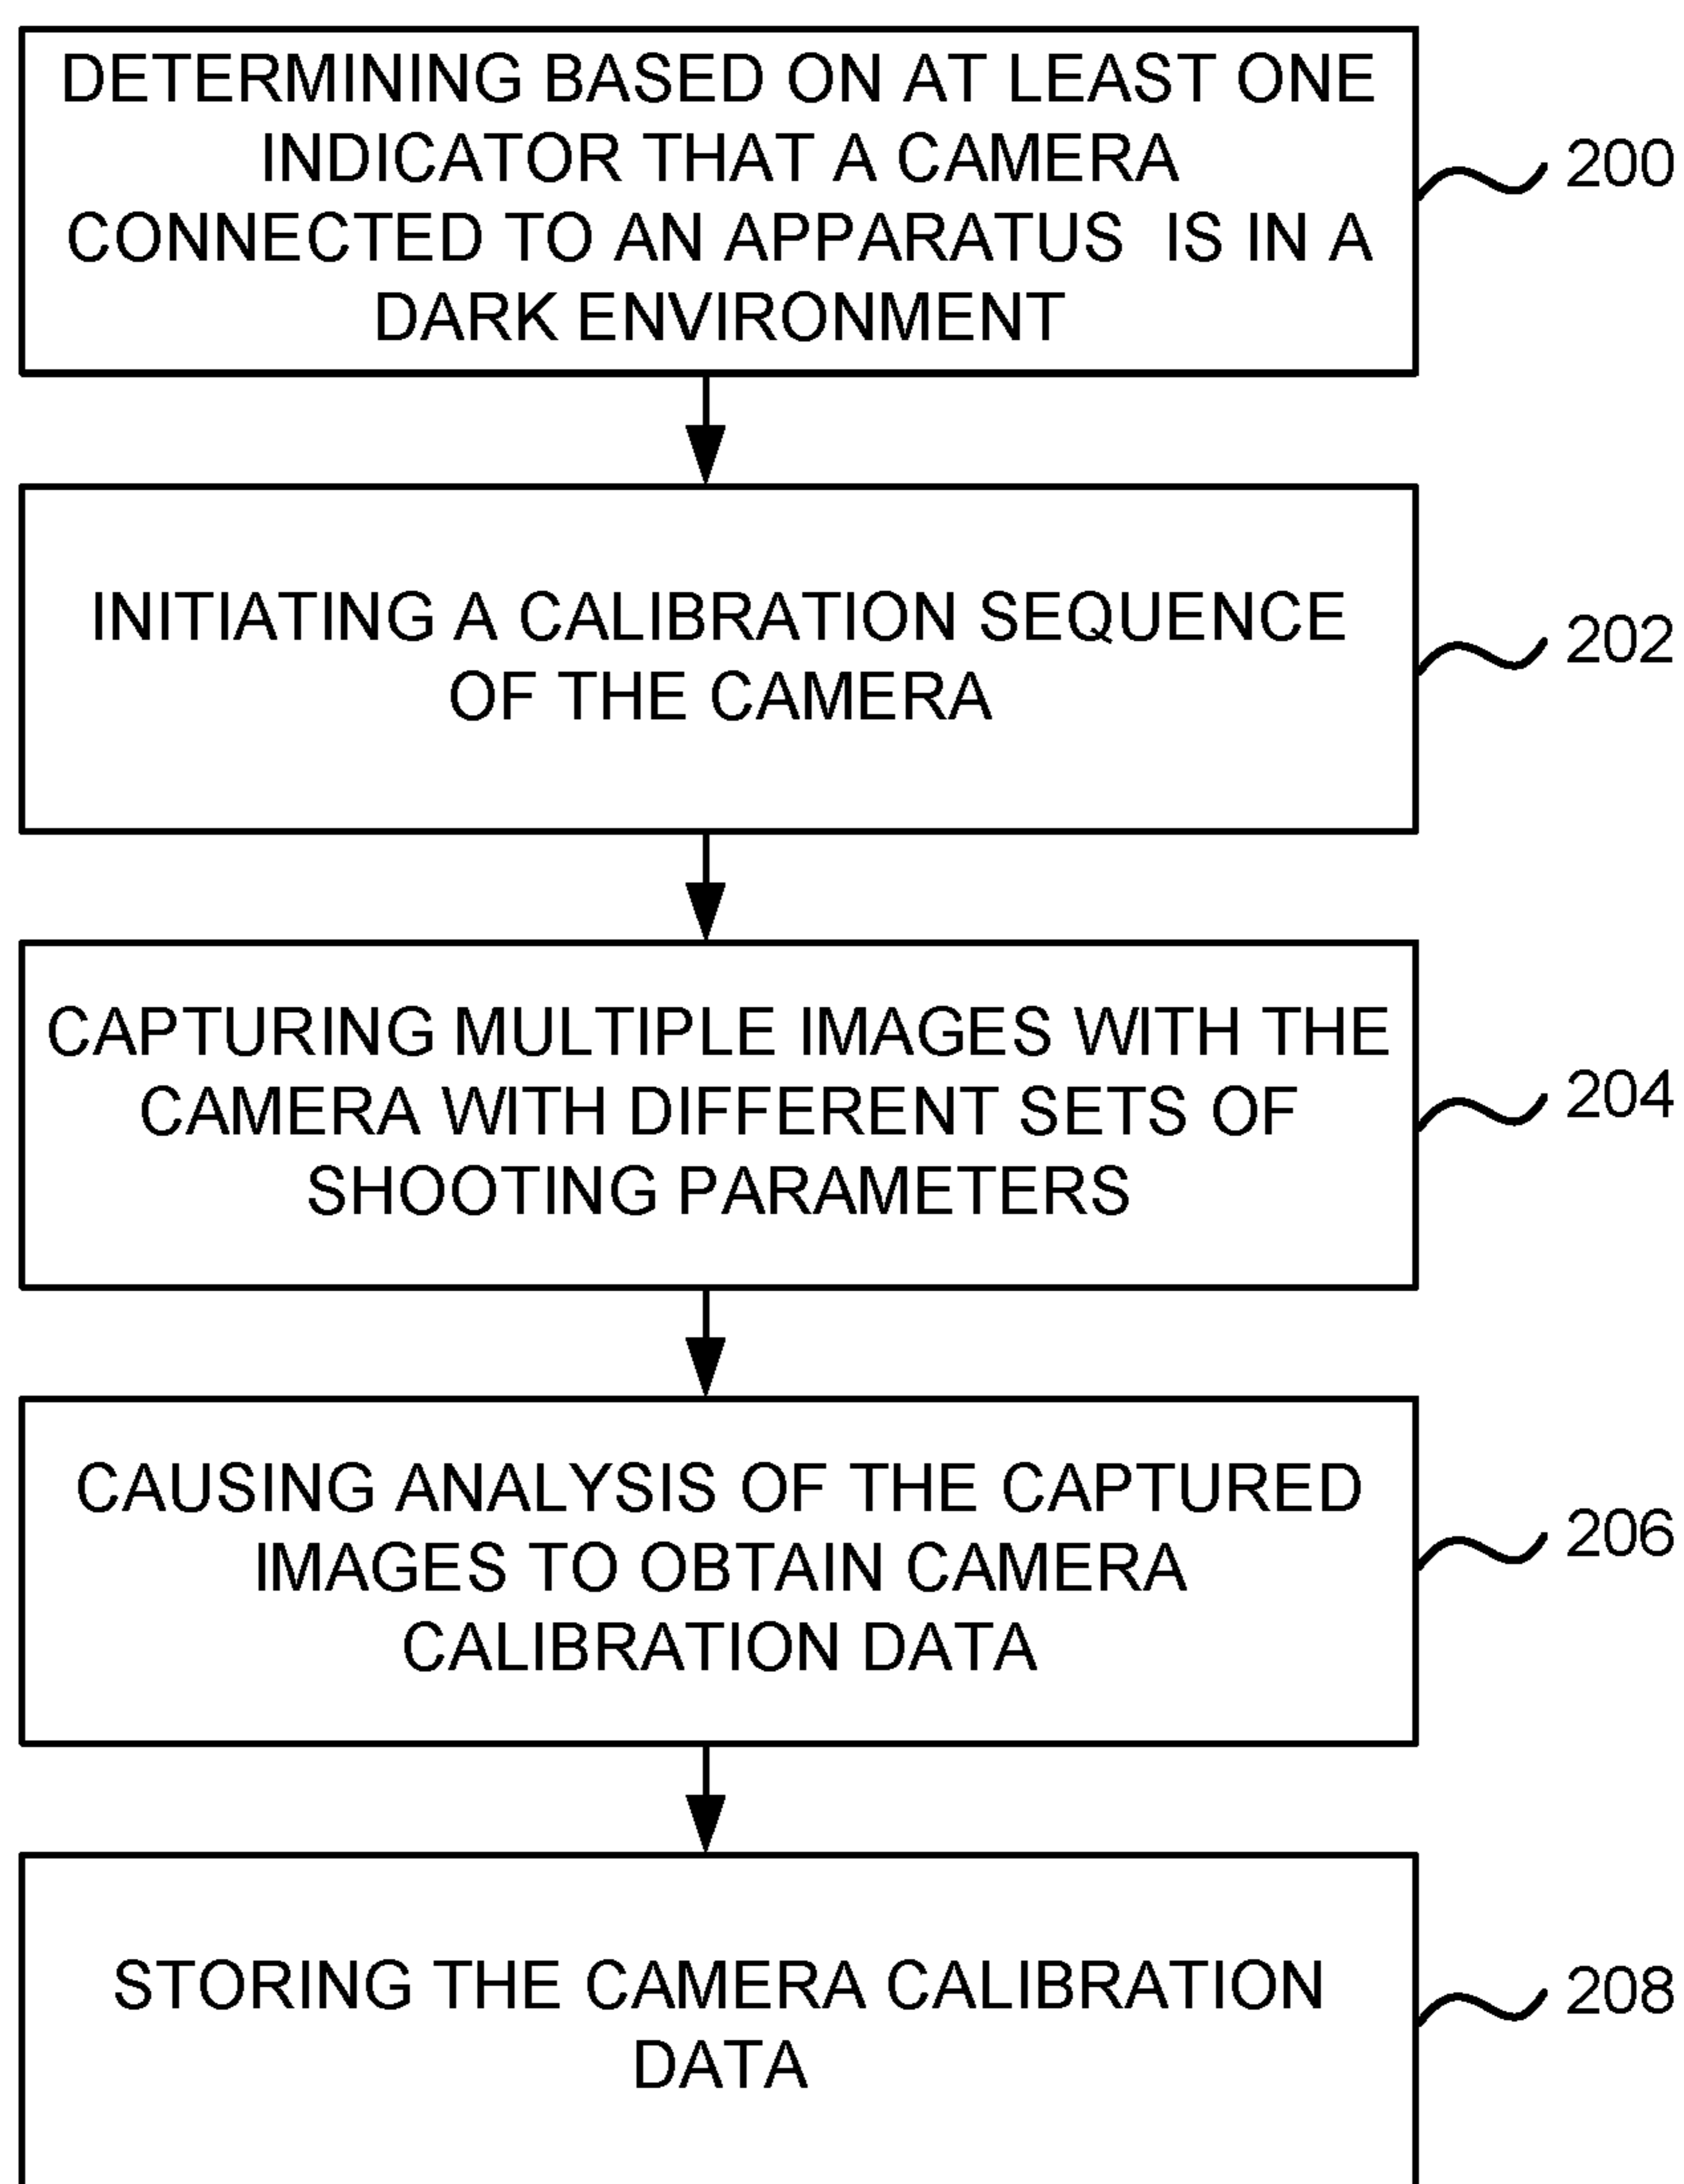 DETERMINING BASED ON AT LEAST ONE
INDICATOR THAT A CAMERA
CONNECTED TO AN APPARATUS IS IN A
DARK ENVIRONMENT
200
INITIATING A CALIBRATION SEQUENCE
OF THE CAMERA
202
CAPTURING MULTIPLE IMAGES WITH THE
CAMERA WITH DIFFERENT SETS OF
SHOOTING PARAMETERS
204
CAUSING ANALYSIS OF THE CAPTURED
IMAGES TO OBTAIN CAMERA
CALIBRATION DATA
206
STORING THE CAMERA CALIBRATION
DATA
208